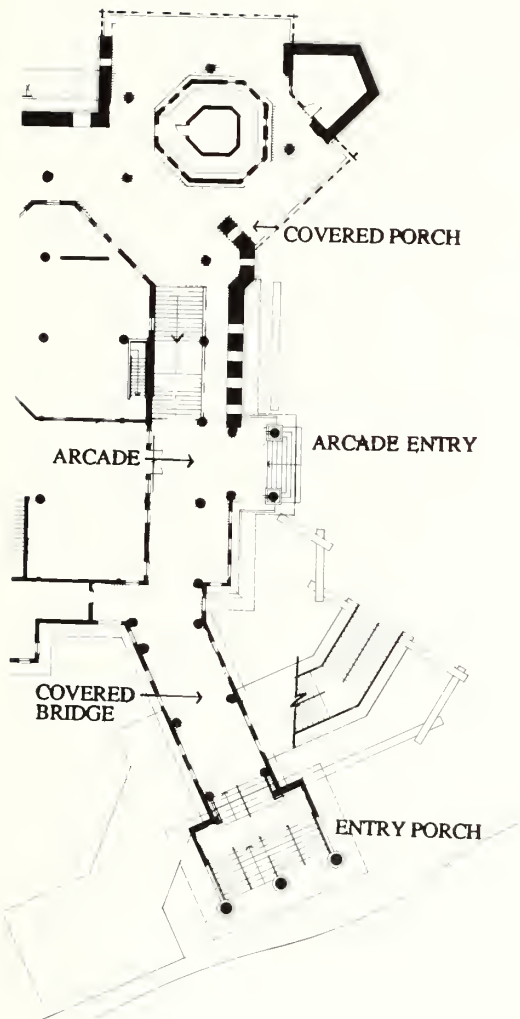 COVERED PORCH
ARCADE ENTRY
ARCADE
COVERED
BRIDGE
ENTRY PORCH